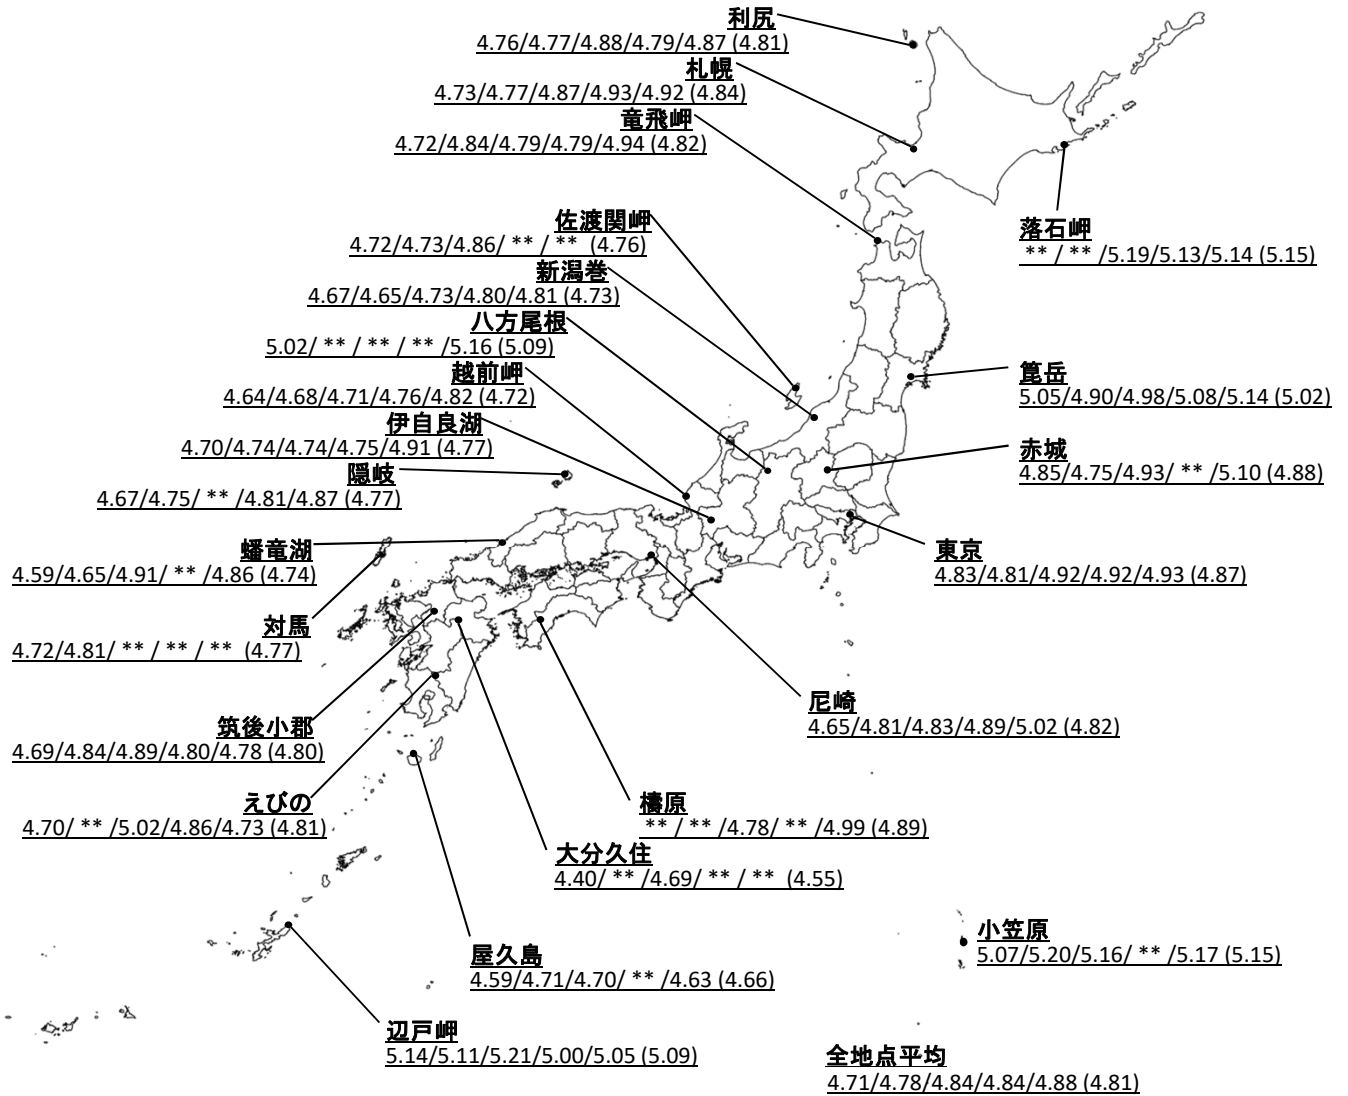 利尻
4.76/4.77/4.88/4.79/4.87 (4.81)
札幌
4.73/4.77/4.87/4.93/4.92 (4.84)
竜飛岬
4.72/4.84/4.79/4.79/4.94 (4.82)
落石岬
** / ** /5.19/5.13/5.14 (5.15)
佐渡関岬
4.72/4.73/4.86/ ** / ** (4.76)
新潟巻
4.67/4.65/4.73/4.80/4.81 (4.73)
八方尾根
5.02/ ** / ** / ** /5.16 (5.09)
越前岬
4.64/4.68/4.71/4.76/4.82 (4.72)
箟岳
5.05/4.90/4.98/5.08/5.14 (5.02)
伊自良湖
4.70/4.74/4.74/4.75/4.91 (4.77)
赤城
4.85/4.75/4.93/ ** /5.10 (4.88)
隠岐
4.67/4.75/ ** /4.81/4.87 (4.77)
蟠竜湖
4.59/4.65/4.91/ ** /4.86 (4.74)
東京
4.83/4.81/4.92/4.92/4.93 (4.87)
対馬
4.72/4.81/ ** / ** / ** (4.77)
尼崎
4.65/4.81/4.83/4.89/5.02 (4.82)
筑後小郡
4.69/4.84/4.89/4.80/4.78 (4.80)
えびの
4.70/ ** /5.02/4.86/4.73 (4.81)
檮原
** / ** /4.78/ ** /4.99 (4.89)
大分久住
4.40/ ** /4.69/ ** / ** (4.55)
小笠原
5.07/5.20/5.16/ ** /5.17 (5.15)
屋久島
4.59/4.71/4.70/ ** /4.63 (4.66)
辺戸岬
5.14/5.11/5.21/5.00/5.05 (5.09)
全地点平均
4.71/4.78/4.84/4.84/4.88 (4.81)